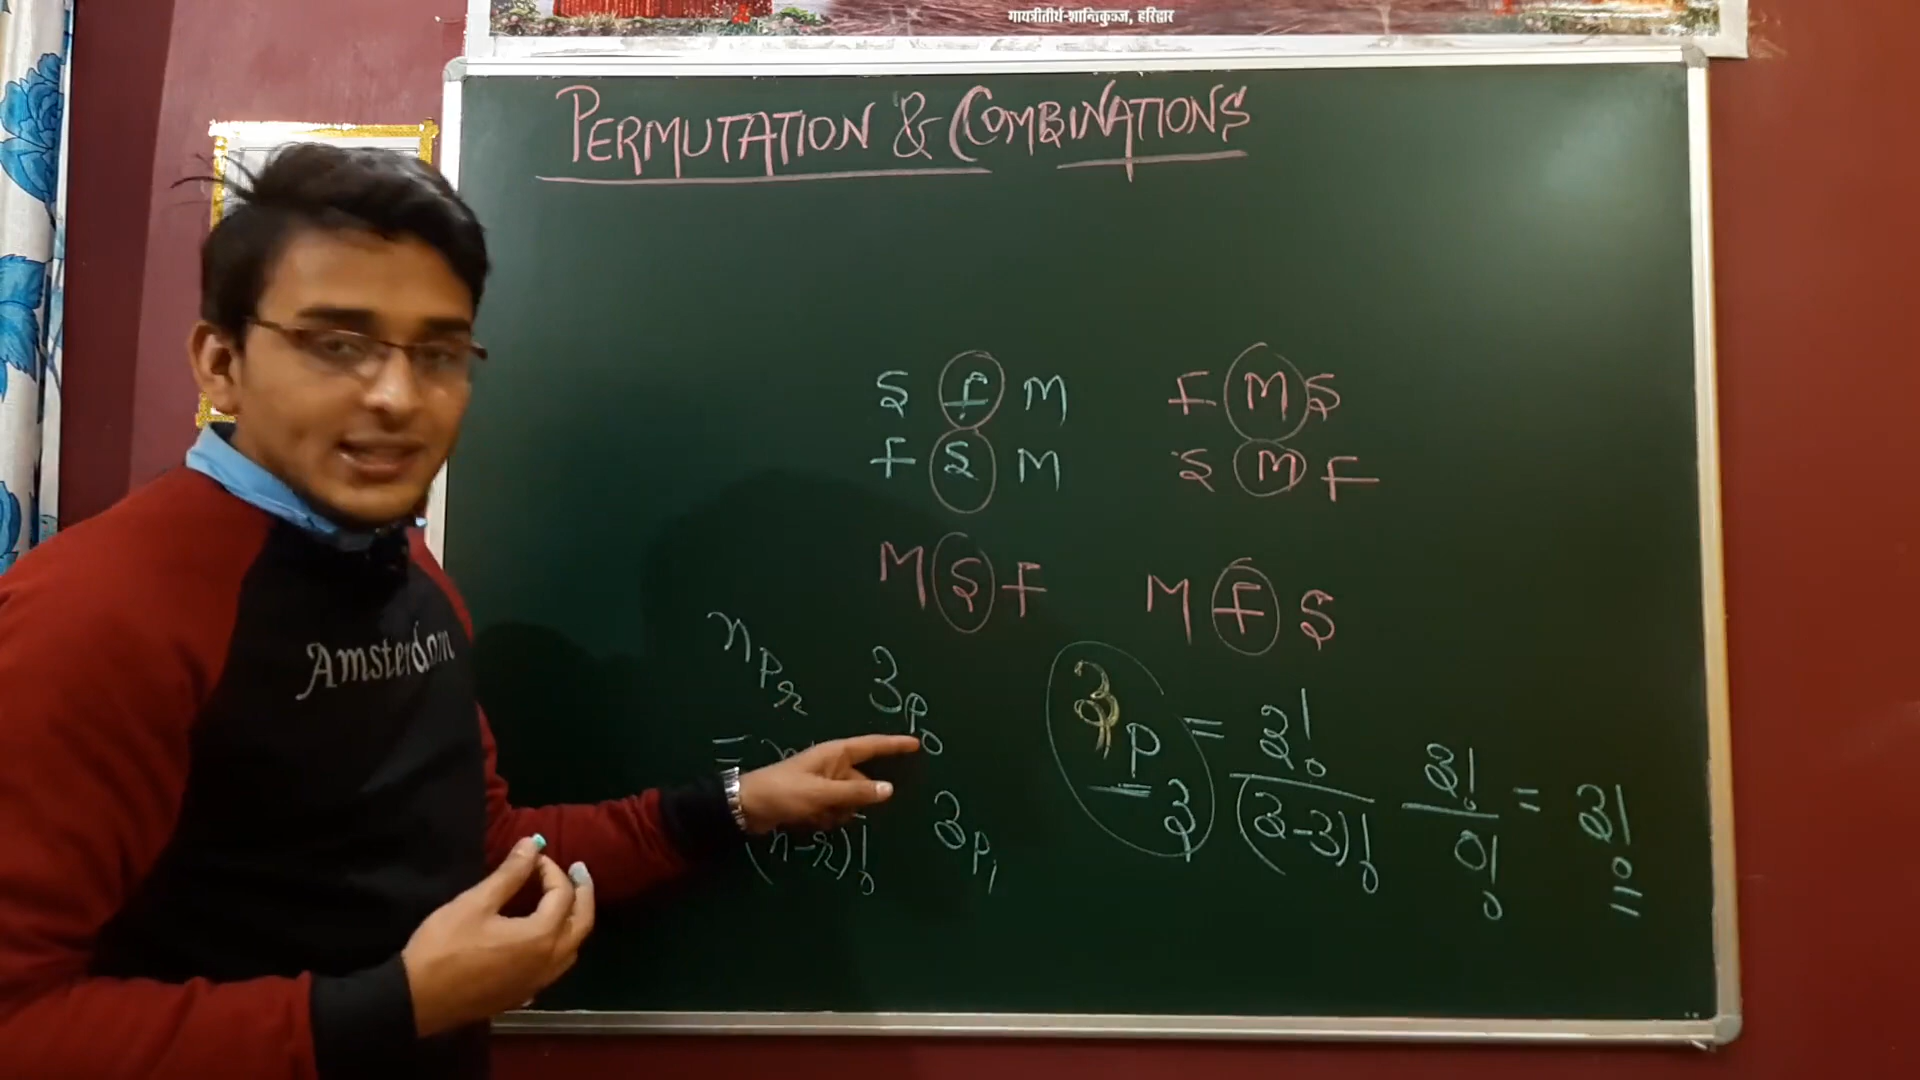 गायत्रीतीर्थ-शान्तिकुञ्ज, हरिद्वार
PERMUTATION & COMBINATIONS
S F M
F M S
F S M
S M F
M S F
M F S
nPr
3P0
3P3 = 3!/(3-3)! 3!/0! = 3!
=
(n-r)!
3P1
Amsterdam